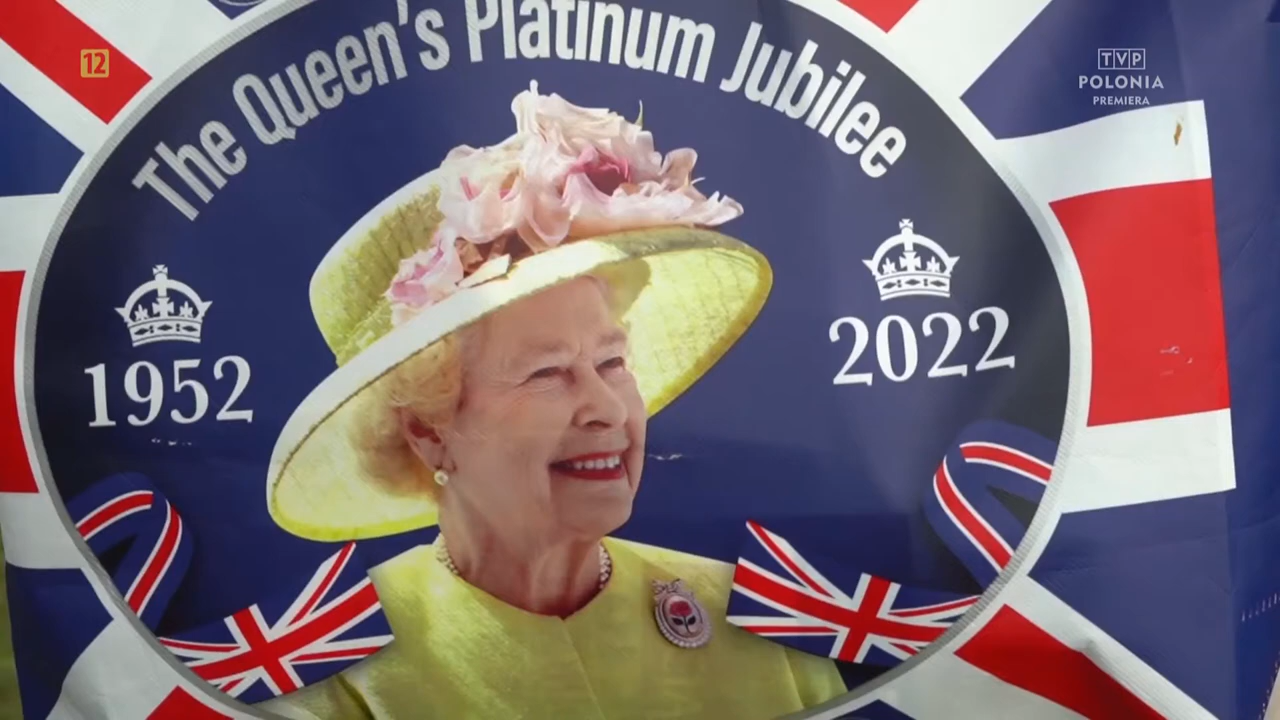 The Queen's Platinum Jubilee
12
TVP
POLONIA
PREMIERA
1952
2022